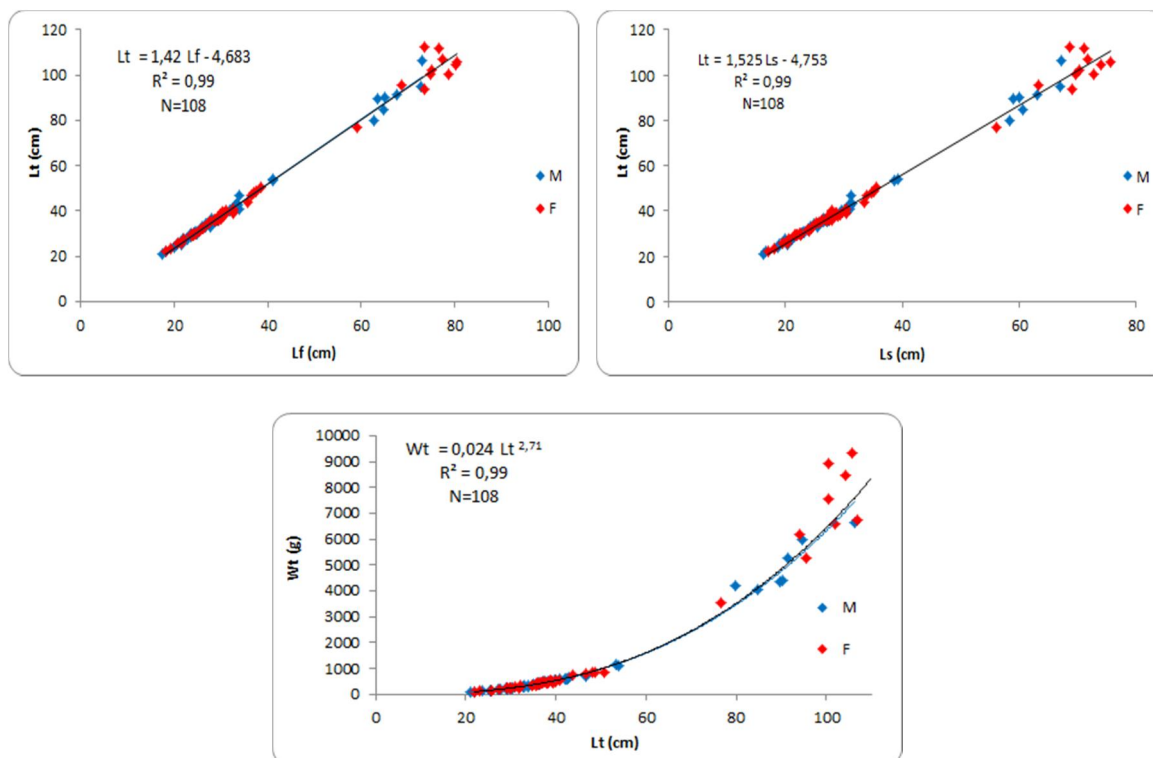 Lt = 1,42 Lf - 4,683
R² = 0,99
N=108
Lt (cm)
120
100
80
60
40
20
0
M
F
0 20 40 60 80 100
Lf (cm)
Lt = 1,525 Ls - 4,753
R² = 0,99
N=108
Lt (cm)
120
100
80
60
40
20
0
M
F
0 20 40 60 80
Ls (cm)
Wt = 0,024 Lt 2,71
R² = 0,99
N=108
Wt (g)
10000
9000
8000
7000
6000
5000
4000
3000
2000
1000
0
M
F
0 20 40 60 80 100
Lt (cm)